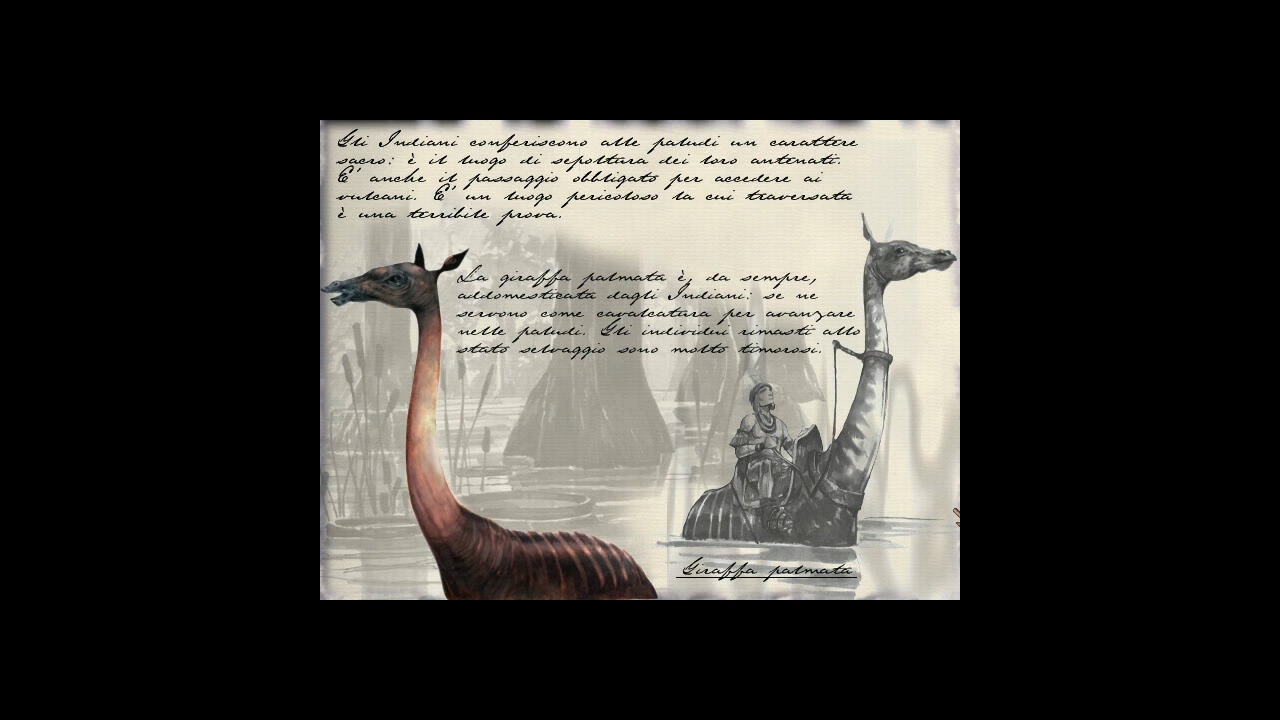 Gli Indiani conferiscono alle paludi un carattere
sacro: è il luogo di sepoltura dei loro antenati.
E' anche il passaggio obbligato per accedere ai
vulcani. E' un luogo pericoloso la cui traversata
è una terribile prova.
La giraffa palmata è, da sempre,
addomesticata dagli Indiani: se ne
servono come cavalcatura per avanzare
nelle paludi. Gli individui rimasti allo
stato selvaggio sono molto timorosi.
Giraffa palmata